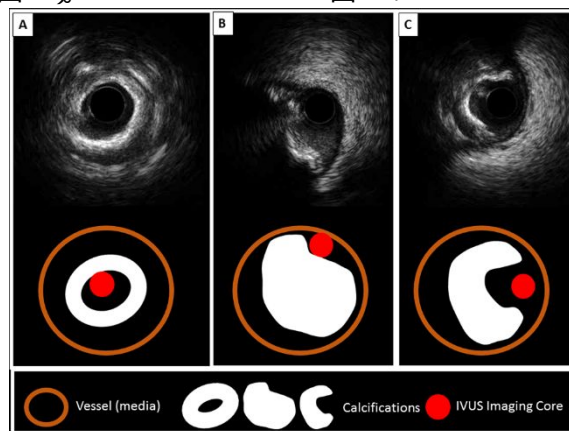 A
B
C
Vessel (media)
Calcifications
IVUS Imaging Core